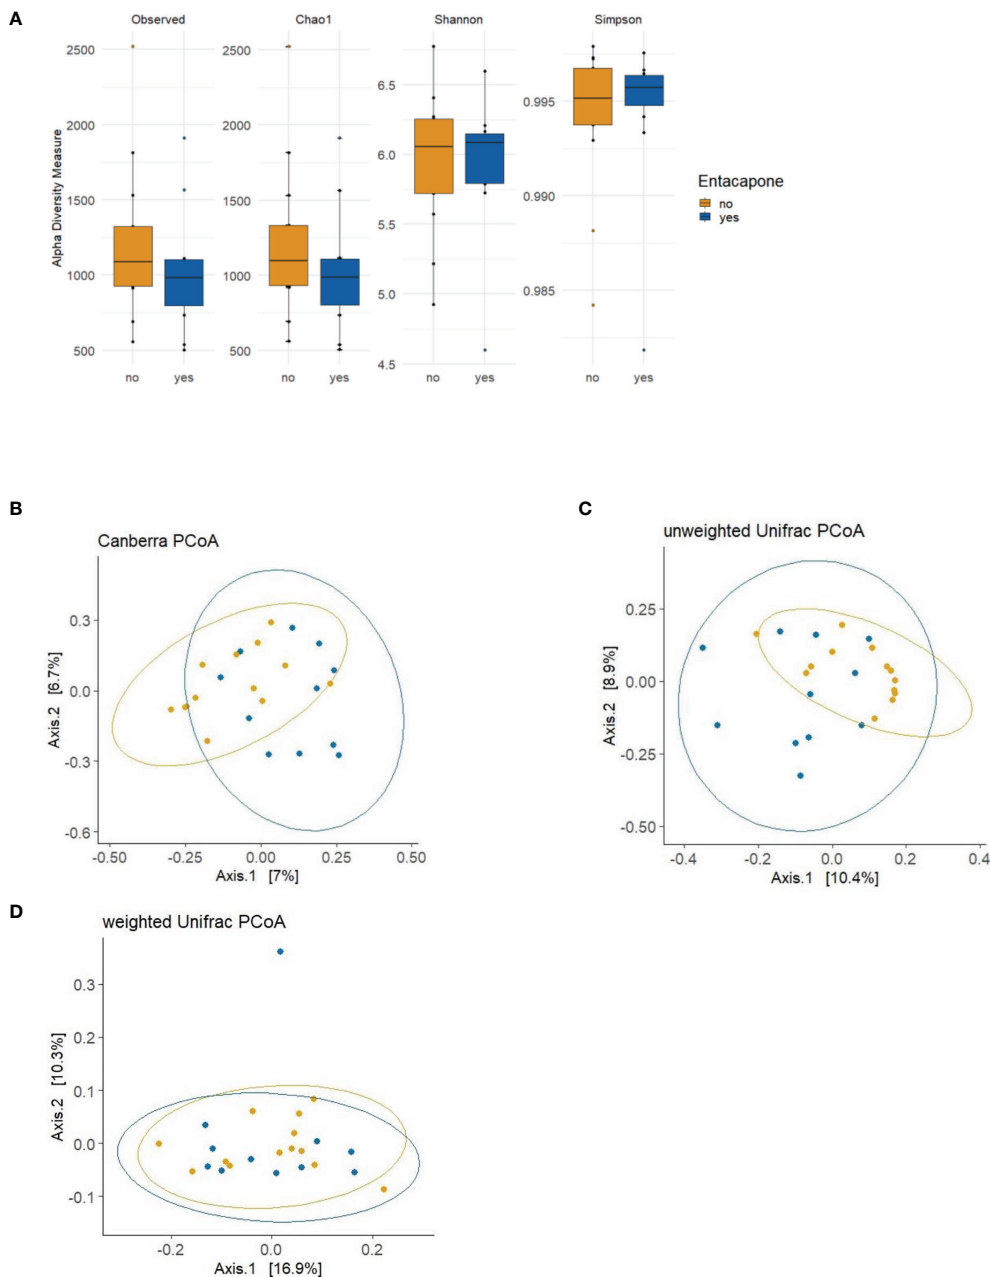 A
Observed
Chao1
Shannon
Simpson
Alpha Diversity Measure
2500
2000
1500
1000
500
2500
2000
1500
1000
500
6.5
6.0
5.5
5.0
4.5
0.995
0.990
0.985
no yes
no yes
no yes
no yes
Entacapone
no
yes
B
Canberra PCoA
Axis.2 [6.7%]
0.3
0.0
-0.3
-0.6
-0.50 -0.25 0.00 0.25 0.50
Axis.1 [7%]
C
unweighted Unifrac PCoA
Axis.2 [8.9%]
0.25
0.00
-0.25
-0.50
-0.4 -0.2 0.0 0.2 0.4
Axis.1 [10.4%]
D
weighted Unifrac PCoA
Axis.2 [10.3%]
0.3
0.2
0.1
0.0
-0.1
-0.2 0.0 0.2
Axis.1 [16.9%]